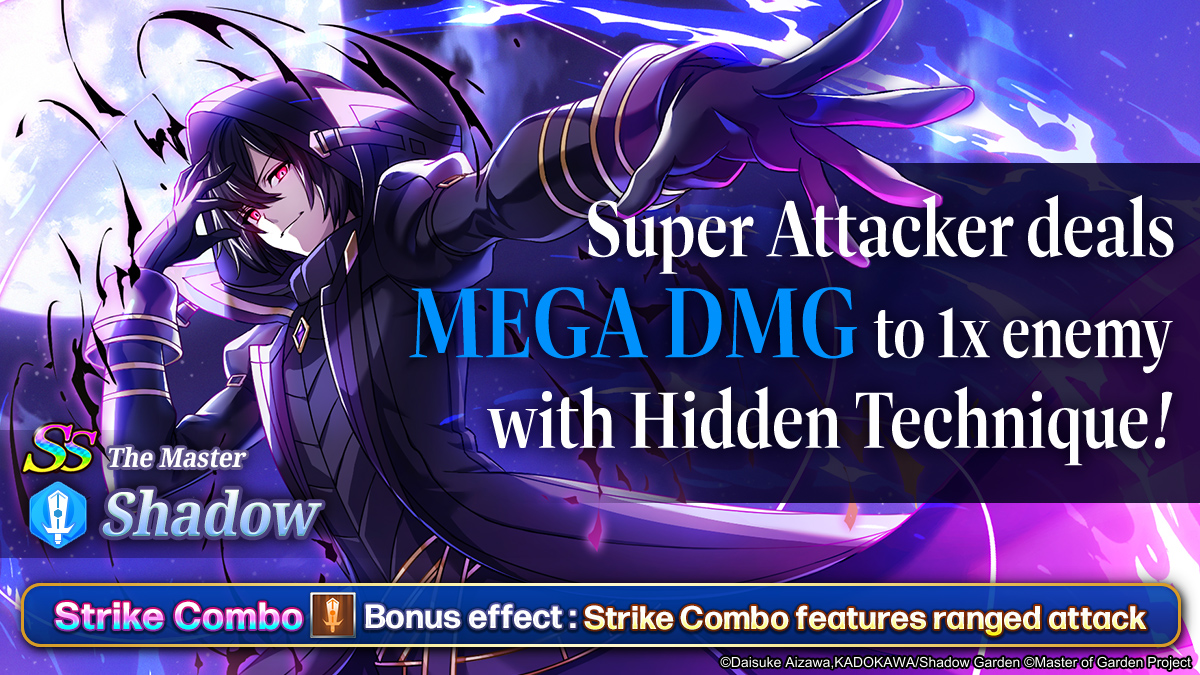 Super Attacker deals
MEGA DMG to 1x enemy
with Hidden Technique!
SS The Master
Shadow
Strike Combo Bonus effect : Strike Combo features ranged attack
©Daisuke Aizawa,KADOKAWA/Shadow Garden ©Master of Garden Project